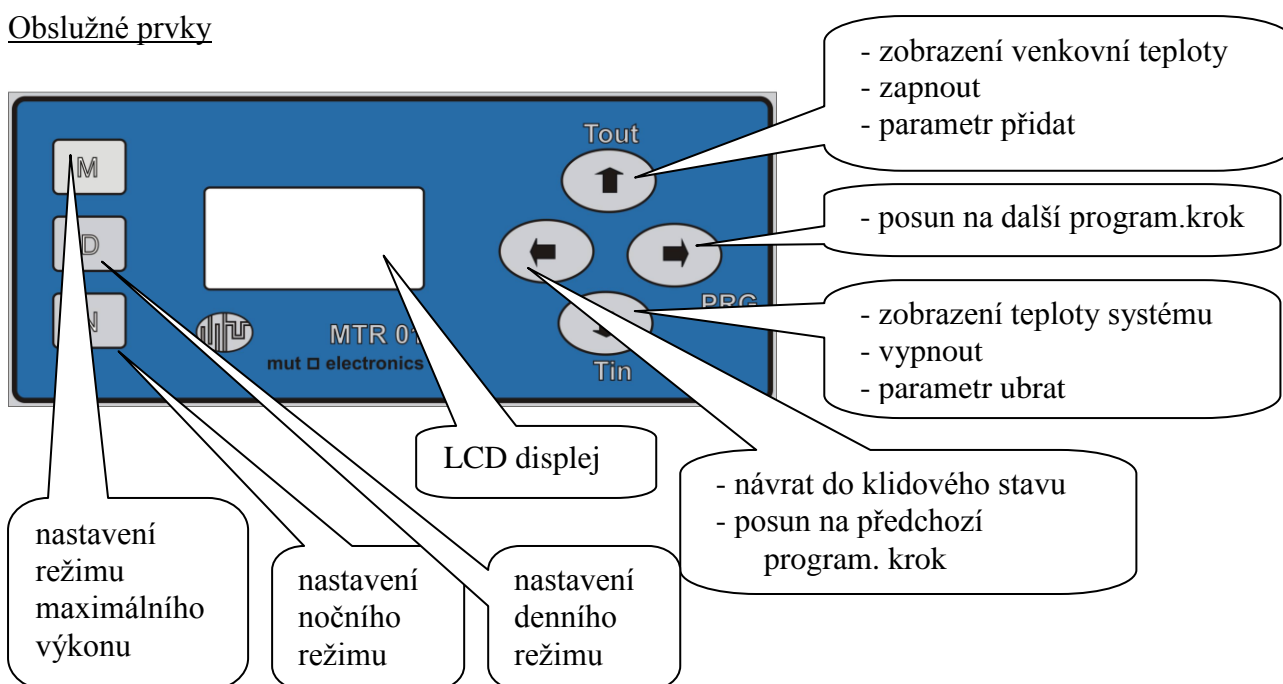 Obslužné prvky
- zobrazení venkovní teploty
- zapnout
- parametr přidat
Tout
M
- posun na další program.krok
D
PRG
- zobrazení teploty systému
- vypnout
- parametr ubrat
N
MTR 01
mut electronics
Tin
LCD displej
- návrat do klidového stavu
- posun na předchozí
program. krok
nastavení
režimu
maximálního
výkonu
nastavení
nočního
režimu
nastavení
denního
režimu